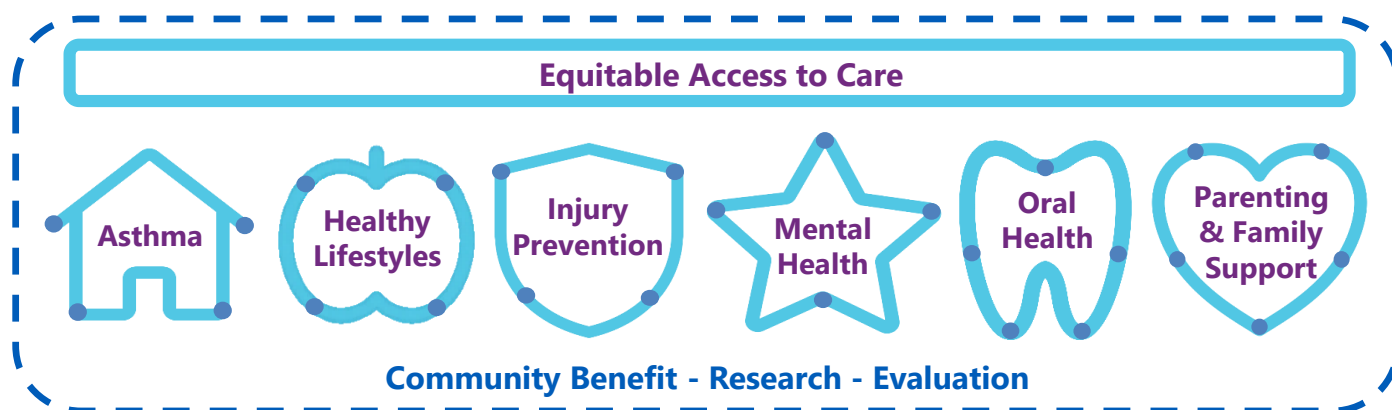 Equitable Access to Care
Asthma
Healthy
Lifestyles
Injury
Prevention
Mental
Health
Oral
Health
Parenting
& Family
Support
Community Benefit - Research - Evaluation